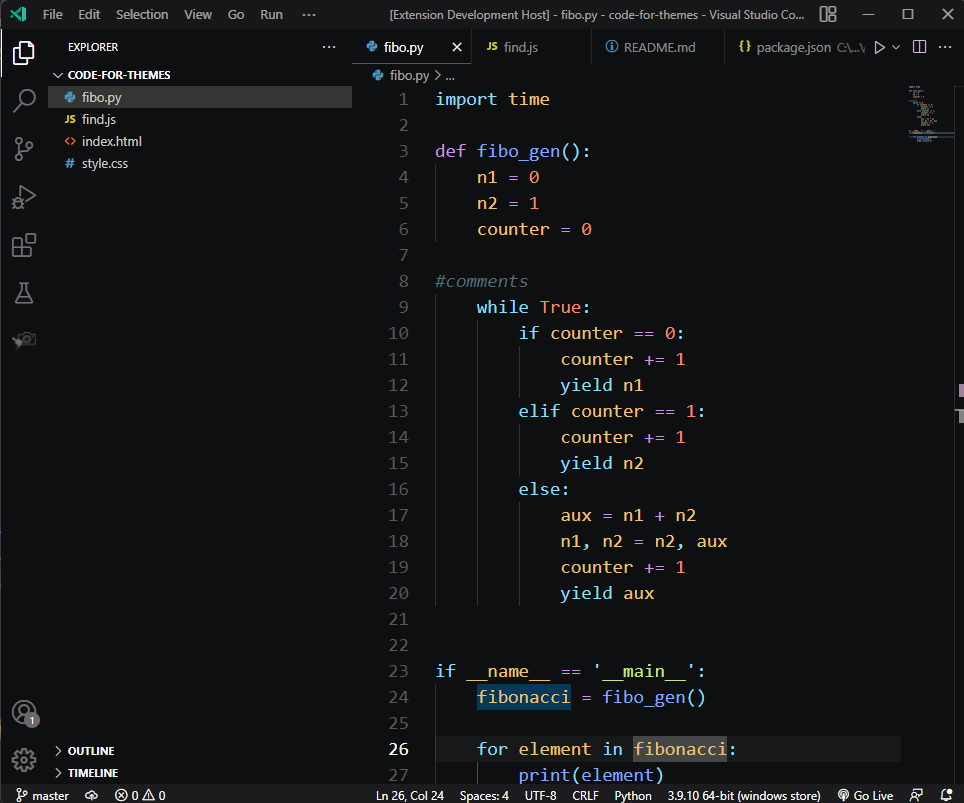 File Edit Selection View Go Run ··· [Extension Development Host] - fibo.py - code-for-themes - Visual Studio Co...
EXPLORER ···
CODE-FOR-THEMES
fibo.py
JS find.js
<> index.html
# style.css
fibo.py JS find.js README.md {} package.json C:\...\
fibo.py > ...
1 import time
2
3 def fibo_gen():
4     n1 = 0
5     n2 = 1
6     counter = 0
7
8 #comments
9     while True:
10         if counter == 0:
11             counter += 1
12             yield n1
13         elif counter == 1:
14             counter += 1
15             yield n2
16         else:
17             aux = n1 + n2
18             n1, n2 = n2, aux
19             counter += 1
20             yield aux
21
22
23 if __name__ == '__main__':
24     fibonacci = fibo_gen()
25
26     for element in fibonacci:
27         print(element)
1
OUTLINE
TIMELINE
master 0 0 Ln 26, Col 24 Spaces: 4 UTF-8 CRLF Python 3.9.10 64-bit (windows store) Go Live